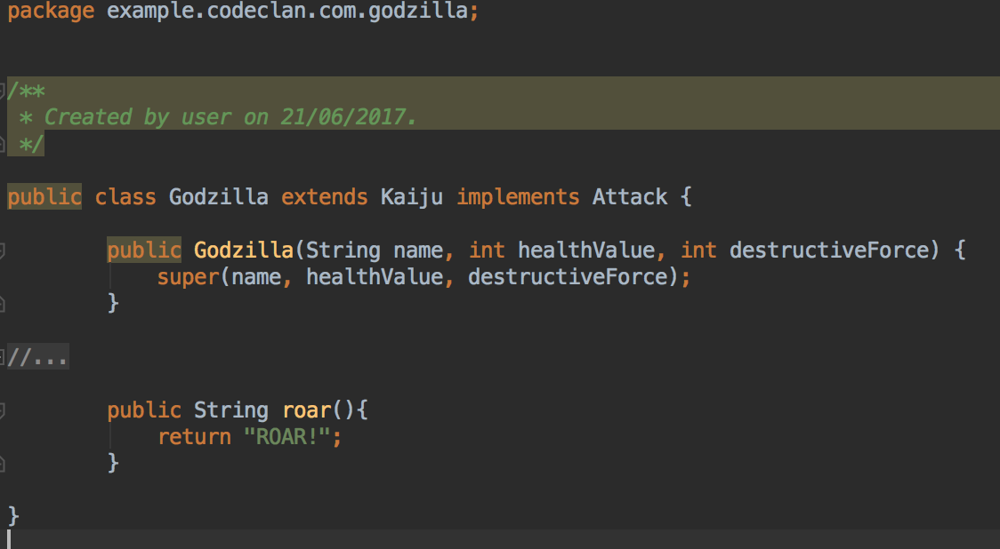 package example.codeclan.com.godzilla;
/**
 * Created by user on 21/06/2017.
 */
public class Godzilla extends Kaiju implements Attack {
        public Godzilla(String name, int healthValue, int destructiveForce) {
            super(name, healthValue, destructiveForce);
        }
//...
        public String roar(){
            return "ROAR!";
        }
}